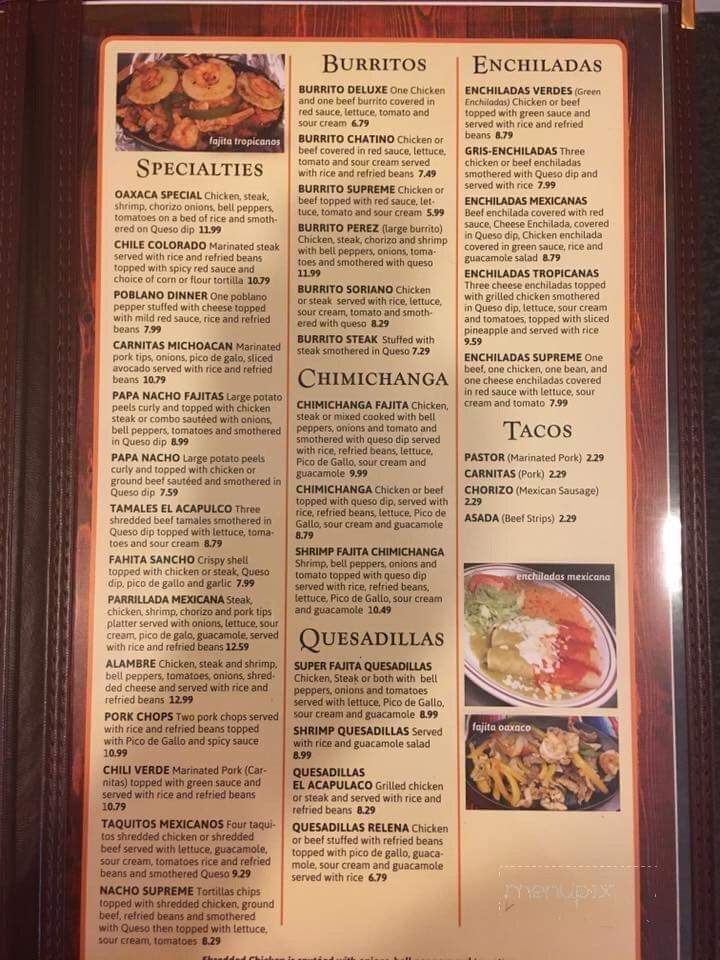 fajita tropicanos
SPECIALTIES
OAXACA SPECIAL Chicken, steak,
shrimp, chorizo onions, bell peppers,
tomatoes on a bed of rice and smoth-
ered on Queso dip 11.99
CHILE COLORADO Marinated steak
served with rice and refried beans
topped with spicy red sauce and
choice of corn or flour tortilla 10.79
POBLANO DINNER One poblano
pepper stuffed with cheese topped
with mild red sauce, rice and refried
beans 7.99
CARNITAS MICHOACAN Marinated
pork tips, onions, pico de galo, sliced
avocado served with rice and refried
beans 10.79
PAPA NACHO FAJITAS Large potato
peels curly and topped with chicken
steak or combo sautéed with onions,
bell peppers, tomatoes and smothered
in Queso dip 8.99
PAPA NACHO Large potato peels
curly and topped with chicken or
ground beef sautéed and smothered in
Queso dip 7.59
TAMALES EL ACAPULCO Three
shredded beef tamales smothered in
Queso dip topped with lettuce, toma-
toes and sour cream 8.79
FAHITA SANCHO Crispy shell
topped with chicken or steak, Queso
dip, pico de gallo and garlic 7.99
PARRILLADA MEXICANA Steak,
chicken, shrimp, chorizo and pork tips
platter served with onions, lettuce, sour
cream, pico de galo, guacamole, served
with rice and refried beans 12.59
ALAMBRE Chicken, steak and shrimp,
bell peppers, tomatoes, onions, shred-
ded cheese and served with rice and
refried beans 12.99
PORK CHOPS Two pork chops served
with rice and refried beans topped
with Pico de Gallo and spicy sauce
10.99
CHILI VERDE Marinated Pork (Car-
nitas) topped with green sauce and
served with rice and refried beans
10.79
TAQUITOS MEXICANOS Four taqui-
tos shredded chicken or shredded
beef served with lettuce, guacamole,
sour cream, tomatoes rice and refried
beans and smothered Queso 9.29
NACHO SUPREME Tortillas chips
topped with shredded chicken, ground
beef, refried beans and smothered
with Queso then topped with lettuce,
sour cream, tomatoes 8.29
BURRITOS
BURRITO DELUXE One Chicken
and one beef burrito covered in
red sauce, lettuce, tomato and
sour cream 6.79
BURRITO CHATINO Chicken or
beef covered in red sauce, lettuce,
tomato and sour cream served
with rice and refried beans 7.49
BURRITO SUPREME Chicken or
beef topped with red sauce, let-
tuce, tomato and sour cream 5.99
BURRITO PEREZ (large burrito)
Chicken, steak, chorizo and shrimp
with bell peppers, onions, toma-
toes and smothered with queso
11.99
BURRITO SORIANO Chicken
or steak served with rice, lettuce,
sour cream, tomato and smoth-
ered with queso 8.29
BURRITO STEAK Stuffed with
steak smothered in Queso 7.29
CHIMICHANGA
CHIMICHANGA FAJITA Chicken,
steak or mixed cooked with bell
peppers, onions and tomato and
smothered with queso dip served
with rice, refried beans, lettuce,
Pico de Gallo, sour cream and
guacamole 9.99
CHIMICHANGA Chicken or beef
topped with queso dip, served with
rice, refried beans, lettuce, Pico de
Gallo, sour cream and guacamole
8.79
SHRIMP FAJITA CHIMICHANGA
Shrimp, bell peppers, onions and
tomato topped with queso dip
served with rice, refried beans,
lettuce, Pico de Gallo, sour cream
and guacamole 10.49
QUESADILLAS
SUPER FAJITA QUESADILLAS
Chicken, Steak or both with bell
peppers, onions and tomatoes
served with lettuce, Pico de Gallo,
sour cream and guacamole 8.99
SHRIMP QUESADILLAS Served
with rice and guacamole salad
8.99
QUESADILLAS
EL ACAPULACO Grilled chicken
or steak and served with rice and
refried beans 8.29
QUESADILLAS RELENA Chicken
or beef stuffed with refried beans
topped with pico de gallo, guaca-
mole, sour cream and guacamole
served with rice 6.79
ENCHILADAS
ENCHILADAS VERDES (Green
Enchiladas) Chicken or beef
topped with green sauce and
served with rice and refried
beans 8.79
GRIS-ENCHILADAS Three
chicken or beef enchiladas
smothered with Queso dip and
served with rice 7.99
ENCHILADAS MEXICANAS
Beef enchilada covered with red
sauce, Cheese Enchilada, covered
in Queso dip, Chicken enchilada
covered in green sauce, rice and
guacamole salad 8.79
ENCHILADAS TROPICANAS
Three cheese enchiladas topped
with grilled chicken smothered
in Queso dip, lettuce, sour cream
and tomatoes, topped with sliced
pineapple and served with rice
9.59
ENCHILADAS SUPREME One
beef, one chicken, one bean, and
one cheese enchiladas covered
in red sauce with lettuce, sour
cream and tomato 7.99
TACOS
PASTOR (Marinated Pork) 2.29
CARNITAS (Pork) 2.29
CHORIZO (Mexican Sausage)
2.29
ASADA (Beef Strips) 2.29
enchiladas mexicana
fajita oaxaco
menupix
Shredded Chicken is sautéed with onions, bell peppers and